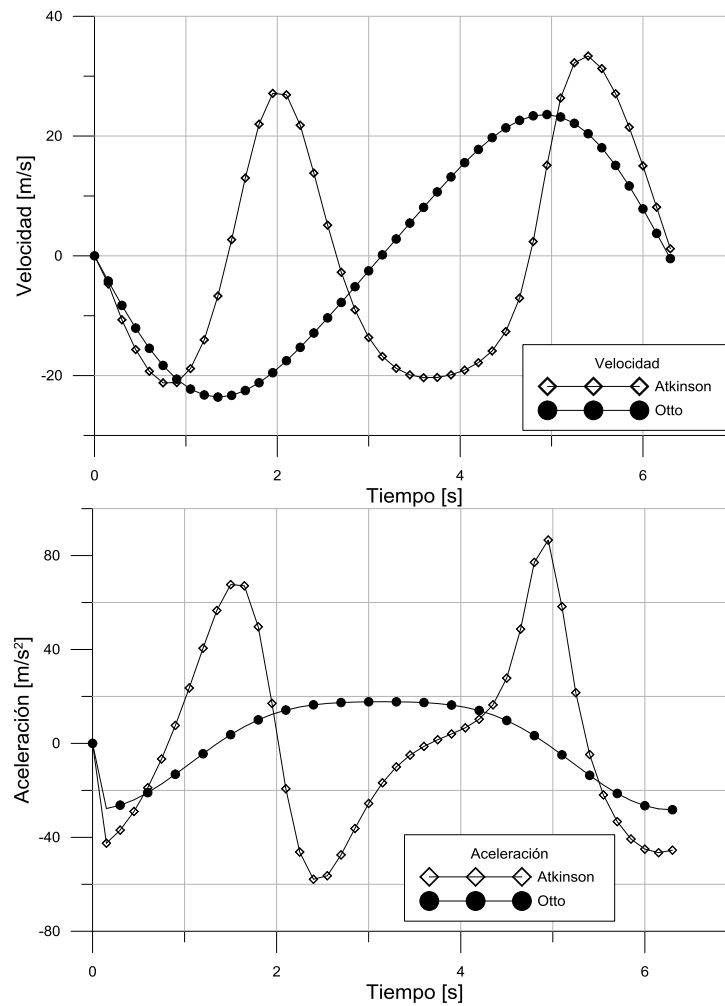 40
20
0
-20
Velocidad [m/s]
Velocidad
Atkinson
Otto
0
2
4
6
Tiempo [s]
80
40
0
-40
-80
Aceleración [m/s²]
Aceleración
Atkinson
Otto
0
2
4
6
Tiempo [s]